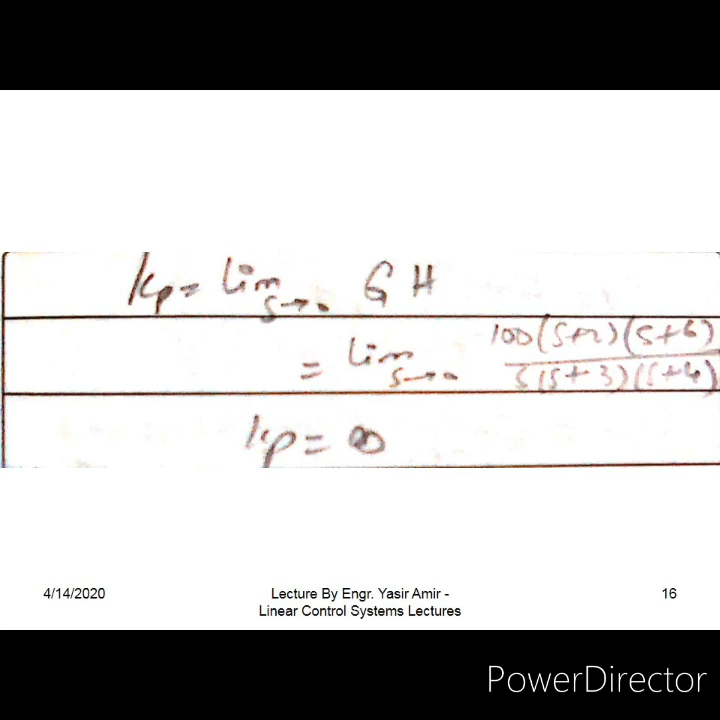 Kp = Lim s→0 G H
= Lim s→0 100(s+2)(s+6) / s(s+3)(s+4)
Kp = ∞
4/14/2020
Lecture By Engr. Yasir Amir -
Linear Control Systems Lectures
16
PowerDirector